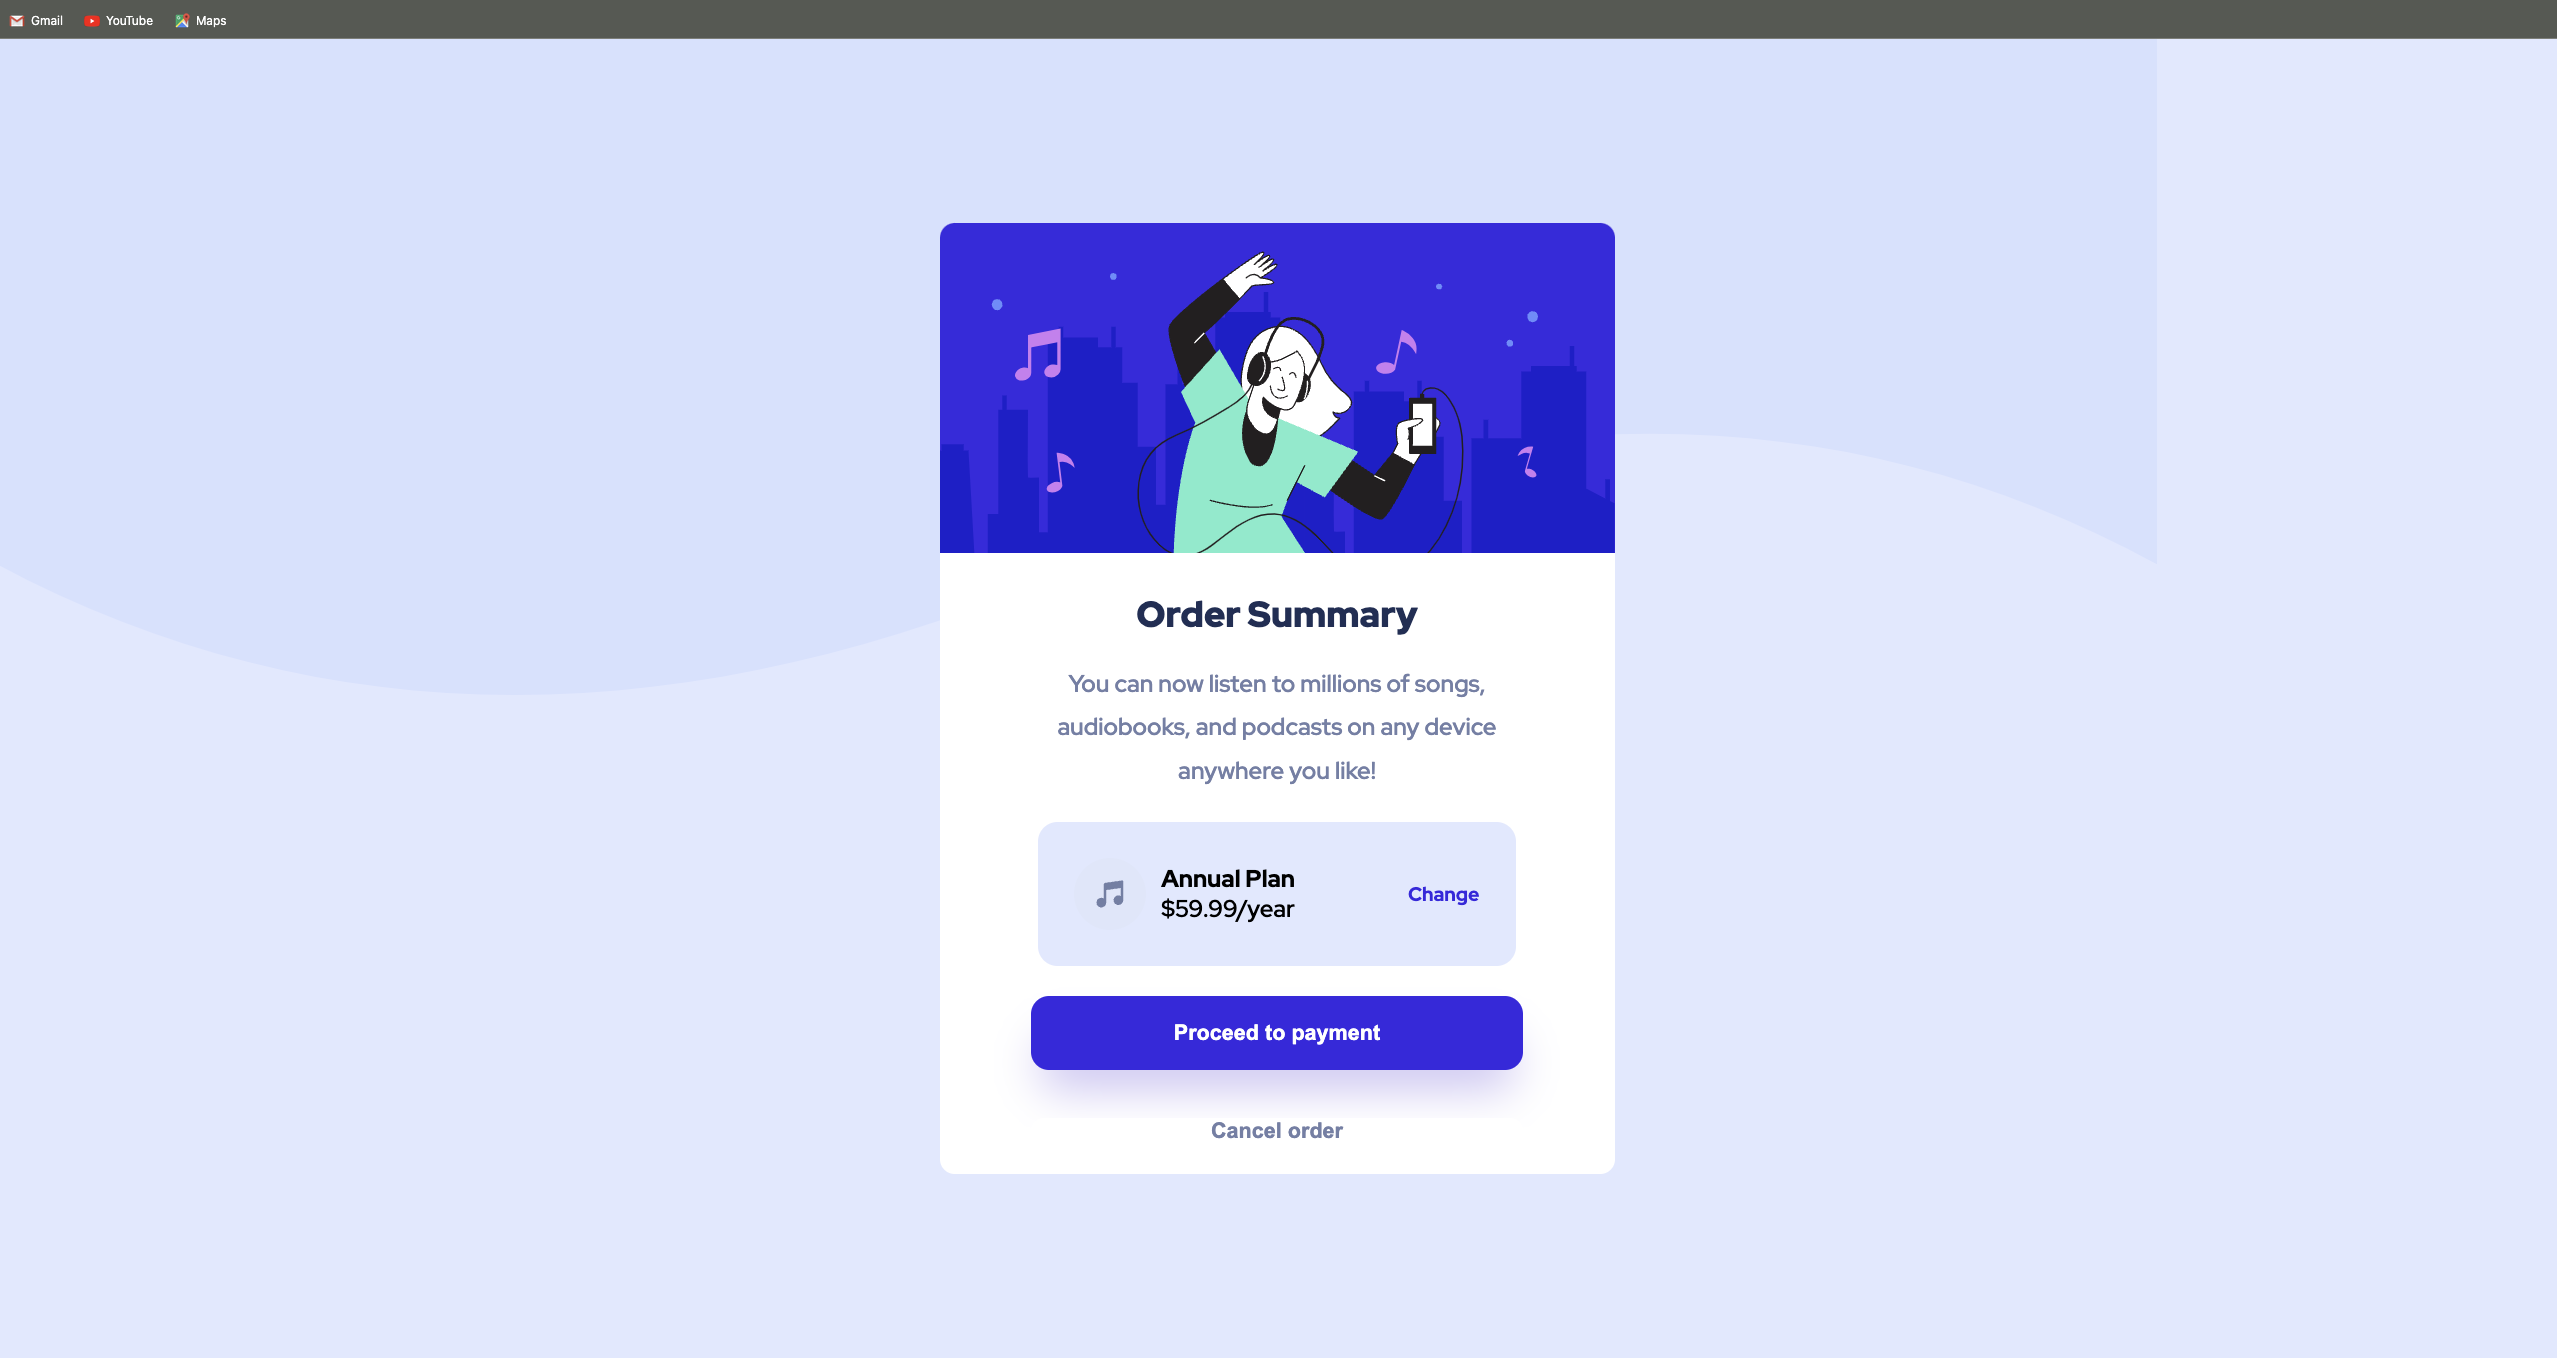 Gmail
YouTube
Maps
Order Summary
You can now listen to millions of songs,
audiobooks, and podcasts on any device
anywhere you like!
Annual Plan
$59.99/year
Change
Proceed to payment
Cancel order